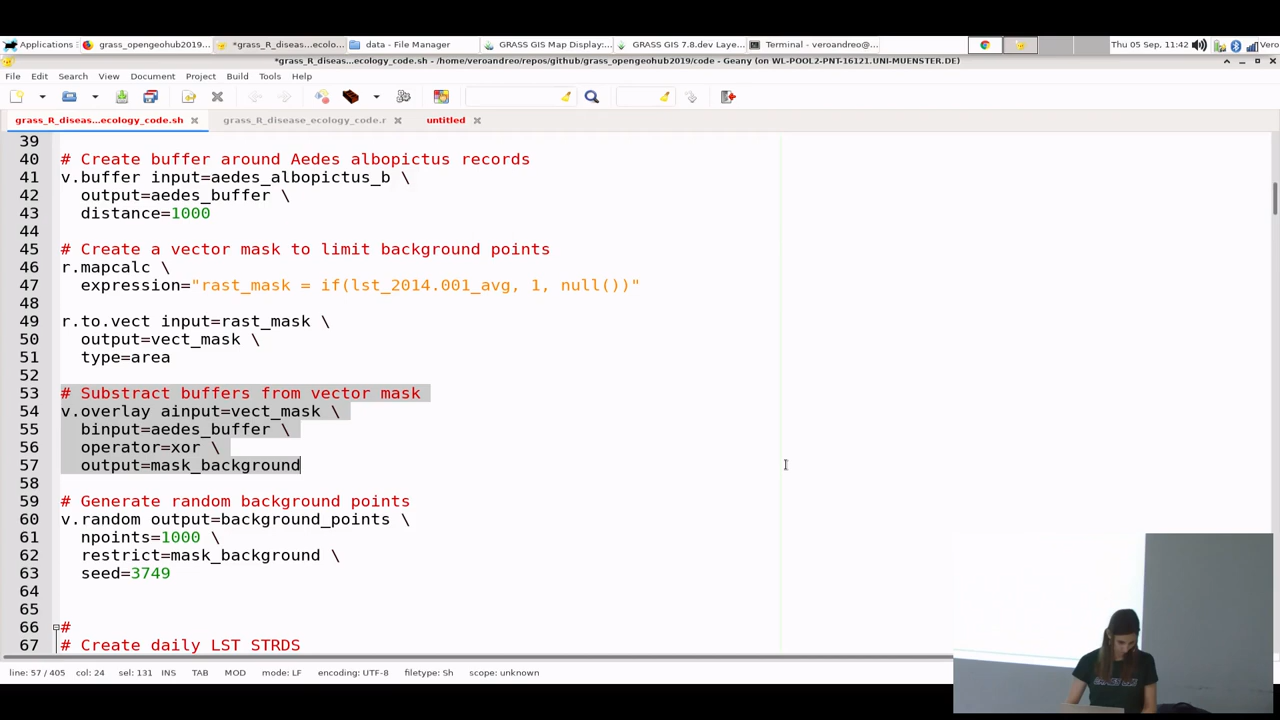 Applications
grass_opengeohub2019...
*grass_R_diseas...ecolo...
data - File Manager
GRASS GIS Map Display:...
GRASS GIS 7.8.dev Laye...
Terminal - veroandreo@...
Thu 05 Sep, 11:42
Vero
*grass_R_diseas...ecology_code.sh - /home/veroandreo/repos/github/grass_opengeohub2019/code - Geany (on WL-POOL2-PNT-16121.UNI-MUENSTER.DE)
File Edit Search View Document Project Build Tools Help
grass_R_diseas...ecology_code.sh
grass_R_disease_ecology_code.r
untitled
39
40 # Create buffer around Aedes albopictus records
41 v.buffer input=aedes_albopictus_b \
42 output=aedes_buffer \
43 distance=1000
44
45 # Create a vector mask to limit background points
46 r.mapcalc \
47 expression="rast_mask = if(lst_2014.001_avg, 1, null())"
48
49 r.to.vect input=rast_mask \
50 output=vect_mask \
51 type=area
52
53 # Substract buffers from vector mask
54 v.overlay ainput=vect_mask \
55 binput=aedes_buffer \
56 operator=xor \
57 output=mask_background
58
59 # Generate random background points
60 v.random output=background_points \
61 npoints=1000 \
62 restrict=mask_background \
63 seed=3749
64
65
66 #
67 # Create daily LST STRDS
line: 57 / 405 col: 24 sel: 131 INS TAB MOD mode: LF encoding: UTF-8 filetype: Sh scope: unknown